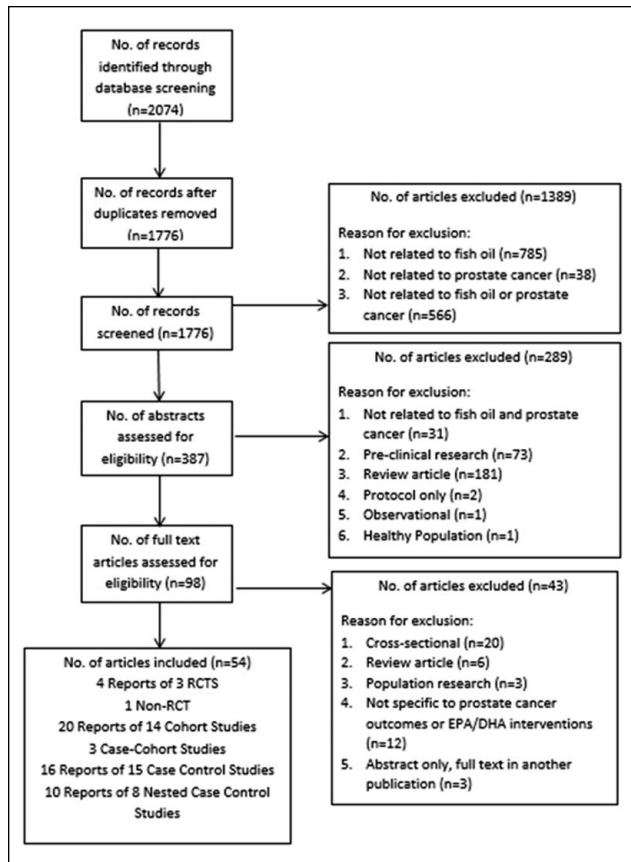 No. of records
identified through
database screening
(n=2074)
No. of records after
duplicates removed
(n=1776)
No. of records
screened (n=1776)
No. of articles excluded (n=1389)
Reason for exclusion:
1. Not related to fish oil (n=785)
2. Not related to prostate cancer (n=38)
3. Not related to fish oil or prostate
cancer (n=566)
No. of abstracts
assessed for
eligibility (n=387)
No. of articles excluded (n=289)
Reason for exclusion:
1. Not related to fish oil and prostate
cancer (n=31)
2. Pre-clinical research (n=73)
3. Review article (n=181)
4. Protocol only (n=2)
5. Observational (n=1)
6. Healthy Population (n=1)
No. of full text
articles assessed for
eligibility (n=98)
No. of articles excluded (n=43)
Reason for exclusion:
1. Cross-sectional (n=20)
2. Review article (n=6)
3. Population research (n=3)
4. Not specific to prostate cancer
outcomes or EPA/DHA interventions
(n=12)
5. Abstract only, full text in another
publication (n=3)
No. of articles included (n=54)
4 Reports of 3 RCTS
1 Non-RCT
20 Reports of 14 Cohort Studies
3 Case-Cohort Studies
16 Reports of 15 Case Control Studies
10 Reports of 8 Nested Case Control
Studies